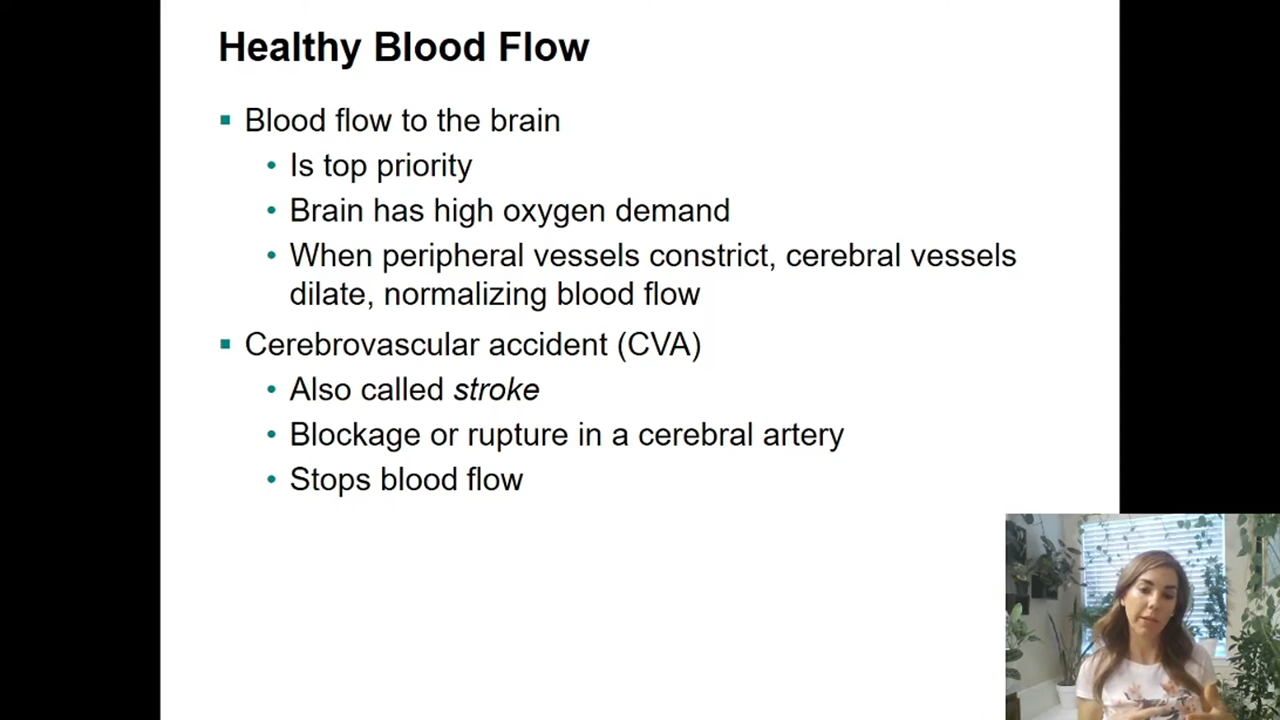 Healthy Blood Flow
▪ Blood flow to the brain
• Is top priority
• Brain has high oxygen demand
• When peripheral vessels constrict, cerebral vessels
dilate, normalizing blood flow
▪ Cerebrovascular accident (CVA)
• Also called stroke
• Blockage or rupture in a cerebral artery
• Stops blood flow